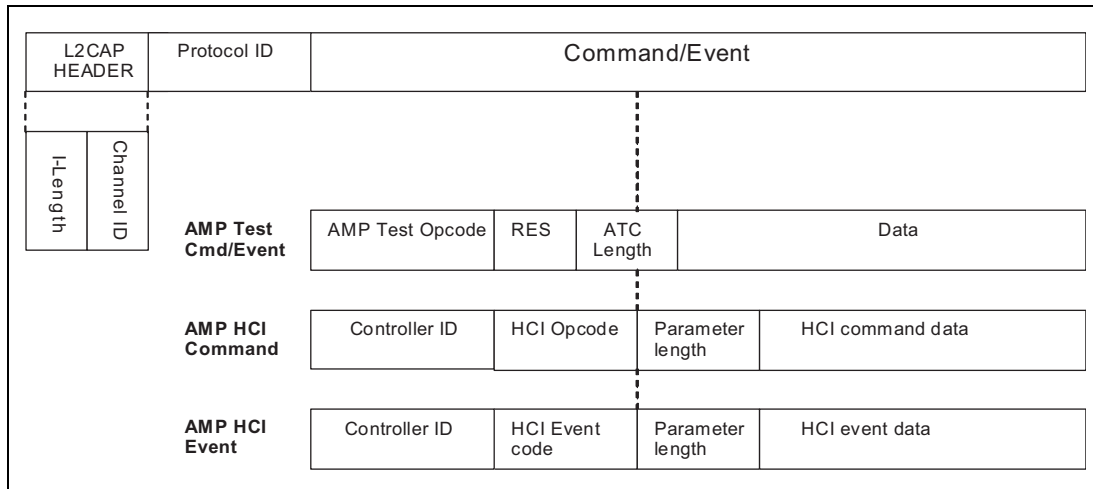 L2CAP HEADER
Protocol ID
Command/Event
I-Length
Channel ID
AMP Test Cmd/Event
AMP Test Opcode
RES
ATC Length
Data
AMP HCI Command
Controller ID
HCI Opcode
Parameter length
HCI command data
AMP HCI Event
Controller ID
HCI Event code
Parameter length
HCI event data